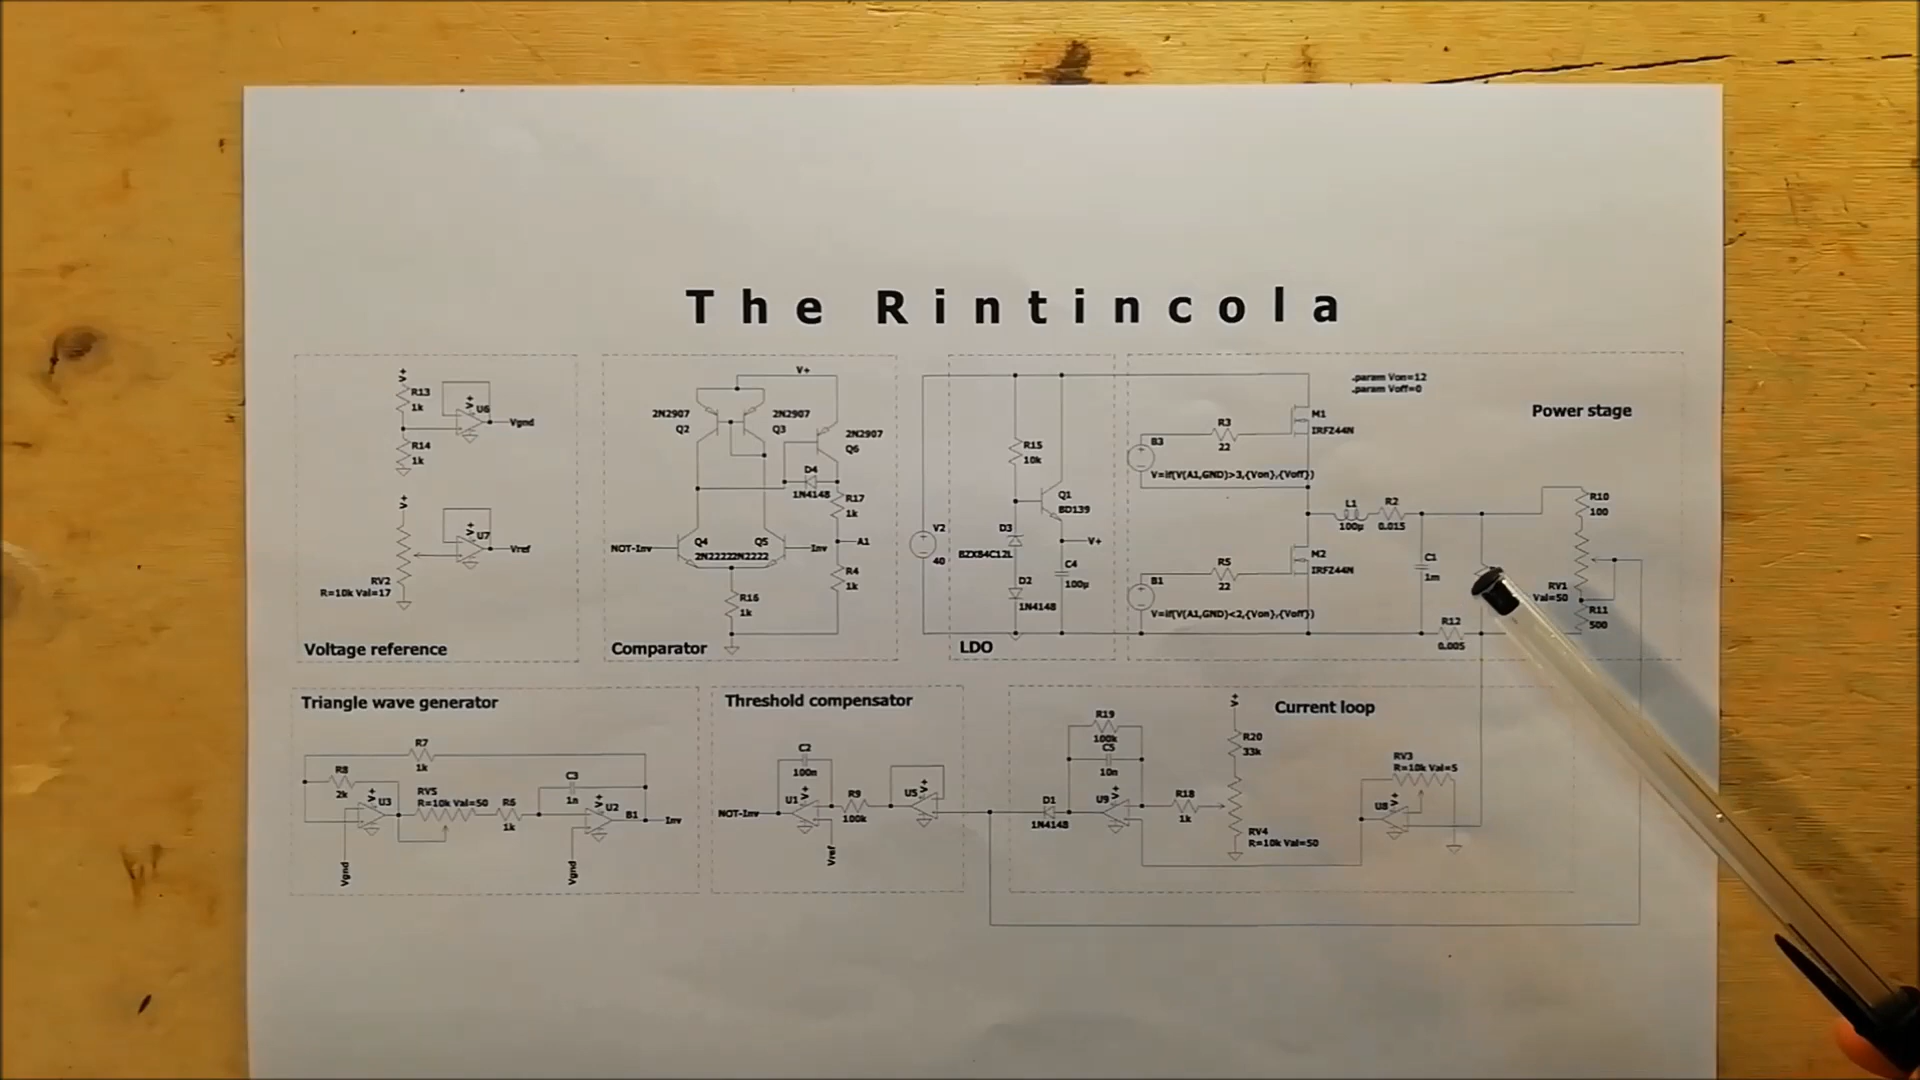 The Rintincola
V+
R13
1k
V+
U6
Vgnd
R14
1k
V+
V+
U7
Vref
RV2
R=10k Val=17
Voltage reference
V+
2N2907
Q2
2N2907
Q3
2N2907
Q6
D4
1N4148
R17
1k
NOT-Inv
Q4
Q5
2N22222N2222
Inv
A1
R4
1k
R16
1k
Comparator
V2
40
R15
10k
Q1
BD139
D3
BZX84C12L
V+
C4
100µ
D2
1N4148
LDO
.param Von=12
.param Voff=0
Power stage
M1
IRFZ44N
R3
22
B3
V=if(V(A1,GND)>3,{Von},{Voff})
L1
100µ
R2
0.015
R10
100
M2
IRFZ44N
R5
22
B1
V=if(V(A1,GND)<2,{Von},{Voff})
C1
1m
RV1
Val=50
R11
500
R12
0.005
Triangle wave generator
R7
1k
R8
2k
V+
U3
RV5
R=10k Val=50
R6
1k
C3
1n
V+
U2
B1
Inv
Vgnd
Vgnd
Threshold compensator
C2
100n
NOT-Inv
U1
V+
R9
100k
U5
V+
Vref
Current loop
R19
100k
C5
10n
D1
1N4148
U9
V+
R18
1k
V+
R20
33k
RV4
R=10k Val=50
RV3
R=10k Val=5
U8
V+